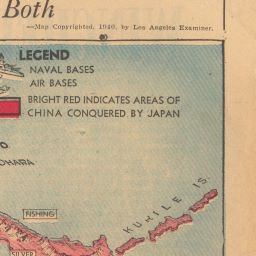 Both
—Map Copyrighted, 1940, by Los Angeles Examiner.
LEGEND
NAVAL BASES
AIR BASES
BRIGHT RED INDICATES AREAS OF
CHINA CONQUERED BY JAPAN
OHARA
KURILE IS.
FISHING
SILVER